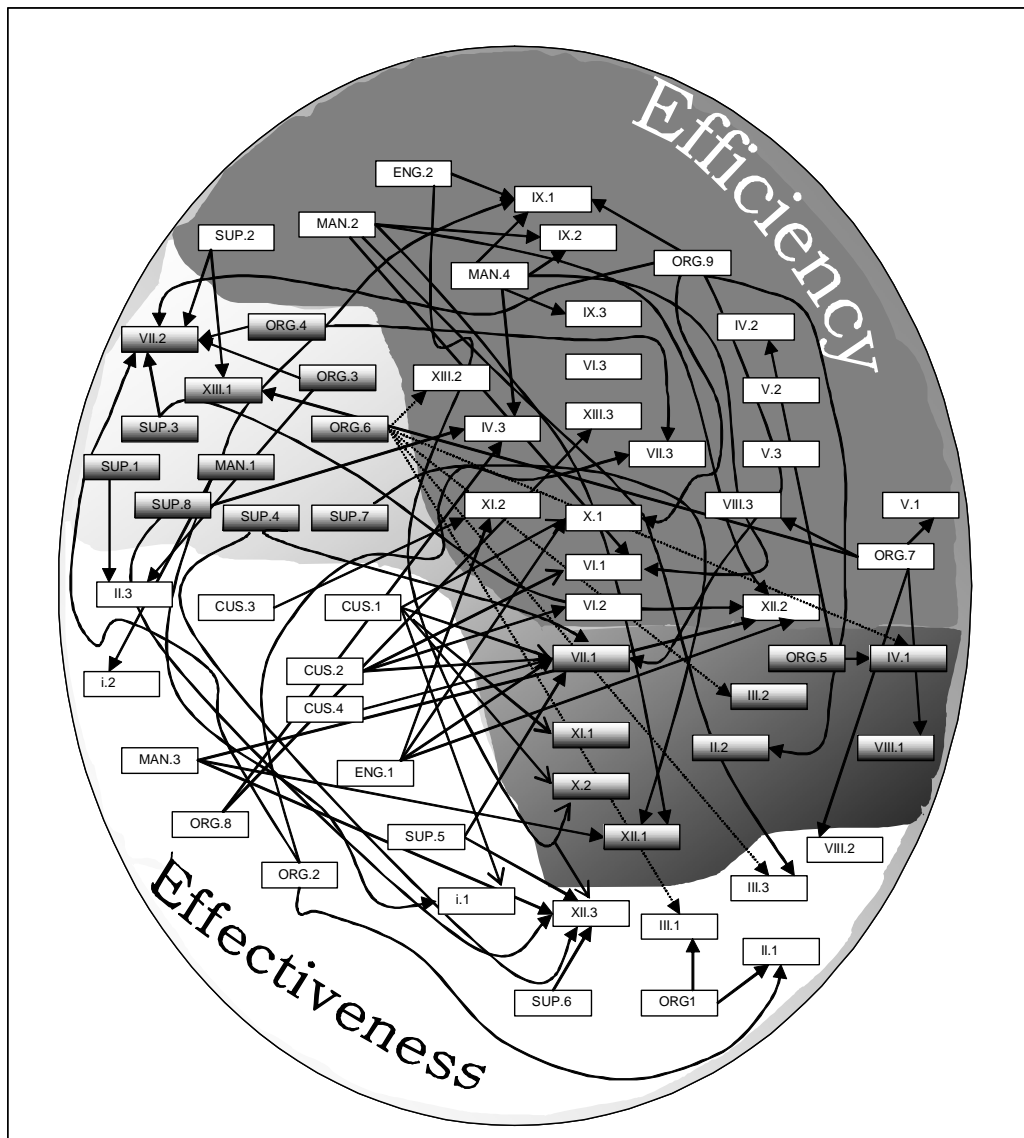 Efficiency
ENG.2
IX.1
MAN.2
SUP.2
IX.2
ORG.9
MAN.4
IX.3
ORG.4
IV.2
VII.2
VI.3
ORG.3
XIII.2
XIII.1
V.2
XIII.3
SUP.3
ORG.6
IV.3
VII.3
V.3
SUP.1
MAN.1
SUP.8
XI.2
VIII.3
V.1
SUP.4
SUP.7
X.1
ORG.7
VI.1
II.3
CUS.3
CUS.1
VI.2
XII.2
VII.1
ORG.5
IV.1
CUS.2
i.2
III.2
CUS.4
XI.1
II.2
VIII.1
MAN.3
ENG.1
X.2
ORG.8
SUP.5
XII.1
VIII.2
ORG.2
III.3
i.1
XII.3
III.1
II.1
SUP.6
ORG1
Effectiveness